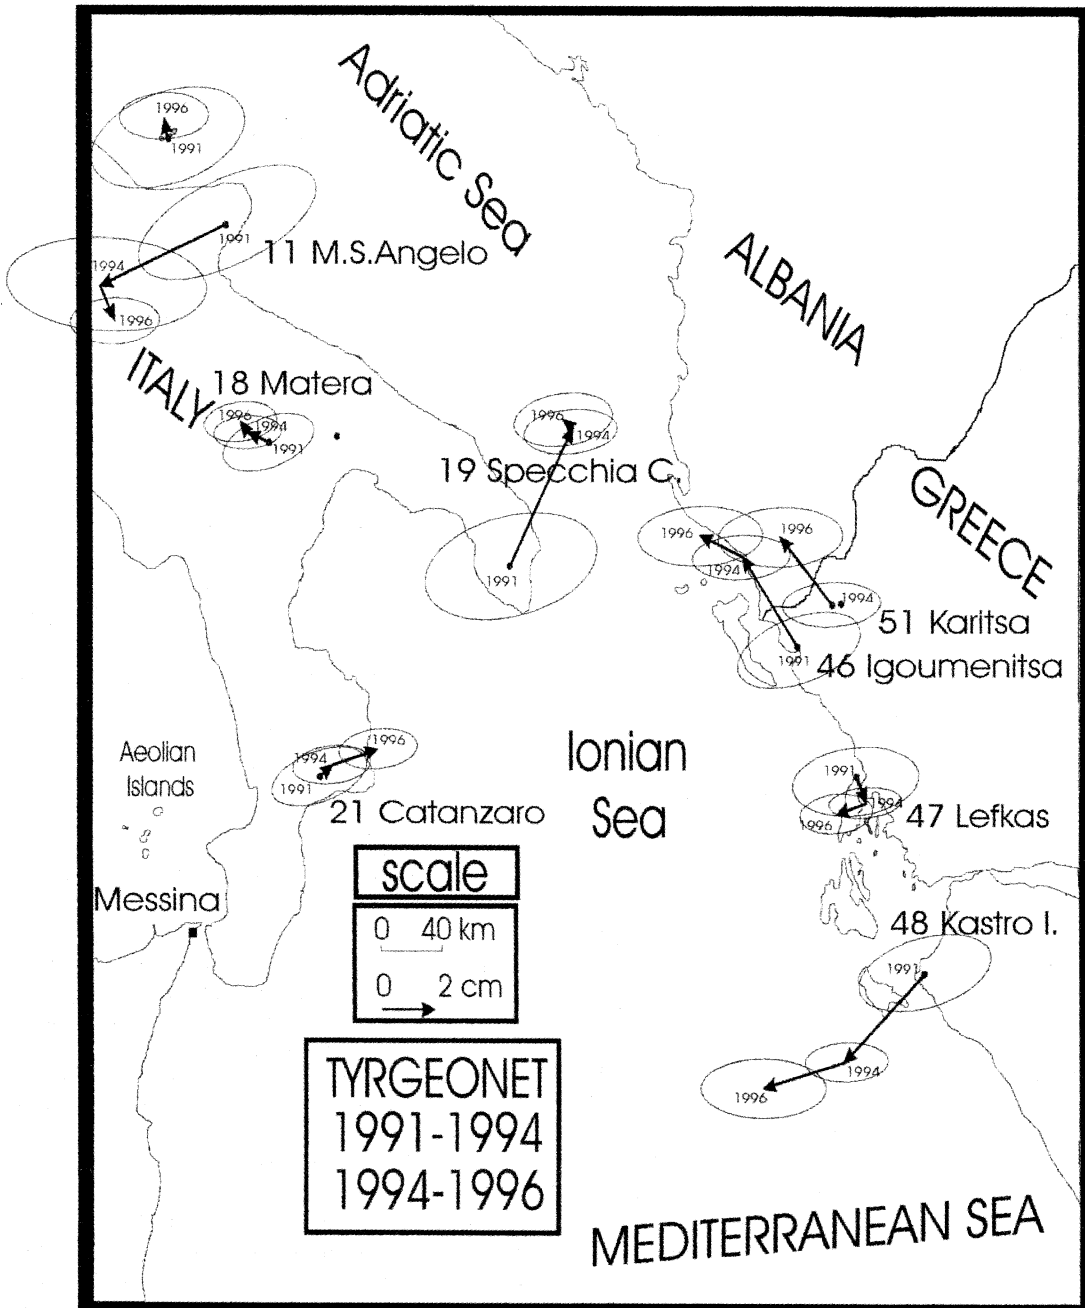 Adriatic Sea
1996
1991
1991
11 M.S.Angelo
1994
1996
ALBANIA
ITALY
18 Matera
1996
1994
1991
1996
1994
19 Specchia C.
GREECE
1996
1996
1994
1991
1994
51 Karitsa
1991
46 Igoumenitsa
Aeolian
Islands
1996
1994
1991
21 Catanzaro
Ionian
Sea
1991
1994
1996
47 Lefkas
Messina
scale
0 40 km
0 2 cm
48 Kastro I.
1991
1994
1996
TYRGEONET
1991-1994
1994-1996
MEDITERRANEAN SEA